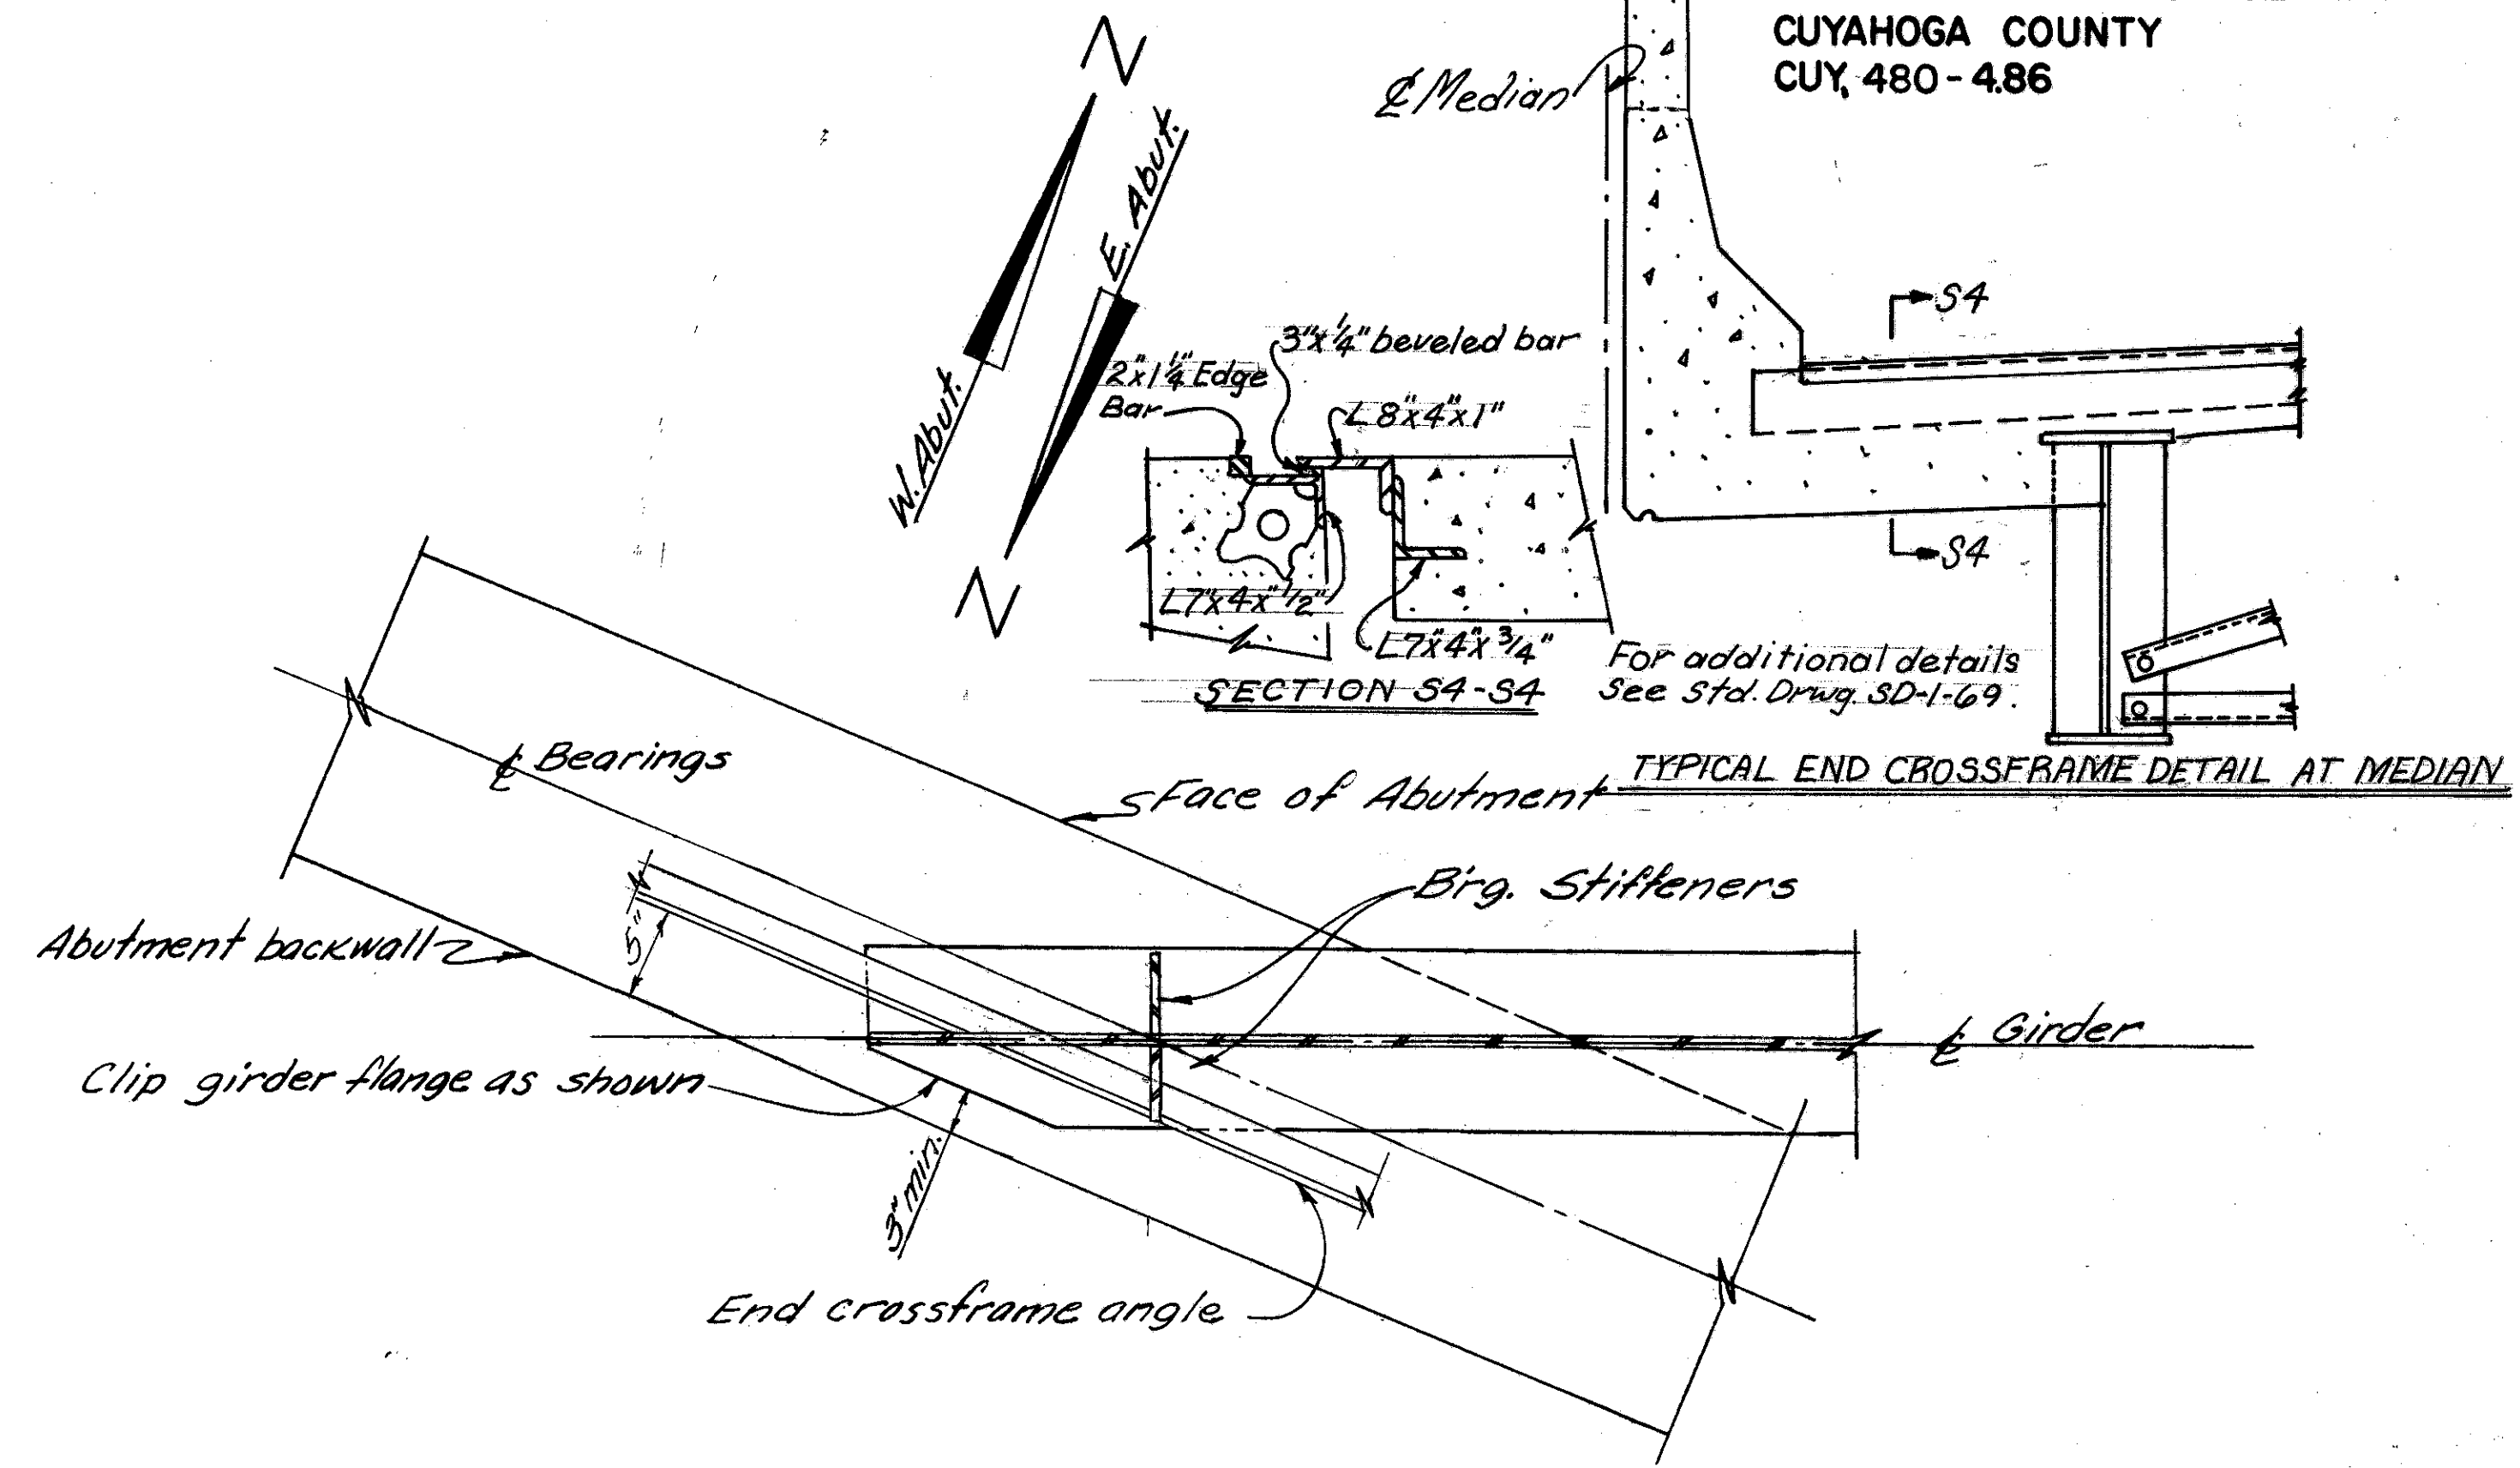 CUYAHOGA COUNTY
CUY. 480-4.86
N
℄ Median
E. Abut.
W. Abut.
N
S4
S4
3"x¼" beveled bar
2"x1¼" Edge
Bar
L8"x4"x1"
L7"x4"x½"
L7"x4"x¾"
SECTION S4-S4
For additional details
See Std. Drwg. SD-1-69.
TYPICAL END CROSSFRAME DETAIL AT MEDIAN
℄ Bearings
Face of Abutment
Br'g. Stiffeners
Abutment backwall
5"
℄ Girder
Clip girder flange as shown
3" min.
End crossframe angle